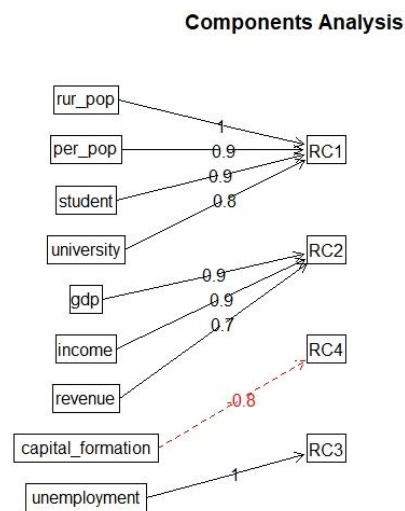 Components Analysis
rur_pop
1
per_pop
0.9
RC1
0.9
student
0.8
university
RC2
0.9
gdp
0.9
income
0.7
RC4
revenue
-0.8
capital_formation
RC3
1
unemployment